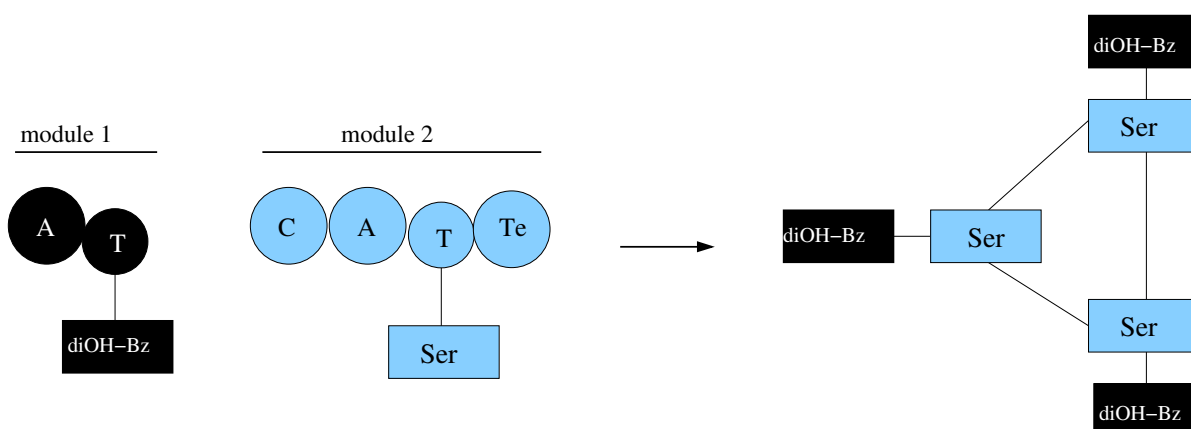 module 1
module 2
A
T
diOH−Bz
C
A
T
Te
Ser
diOH−Bz
Ser
diOH−Bz
Ser
Ser
diOH−Bz